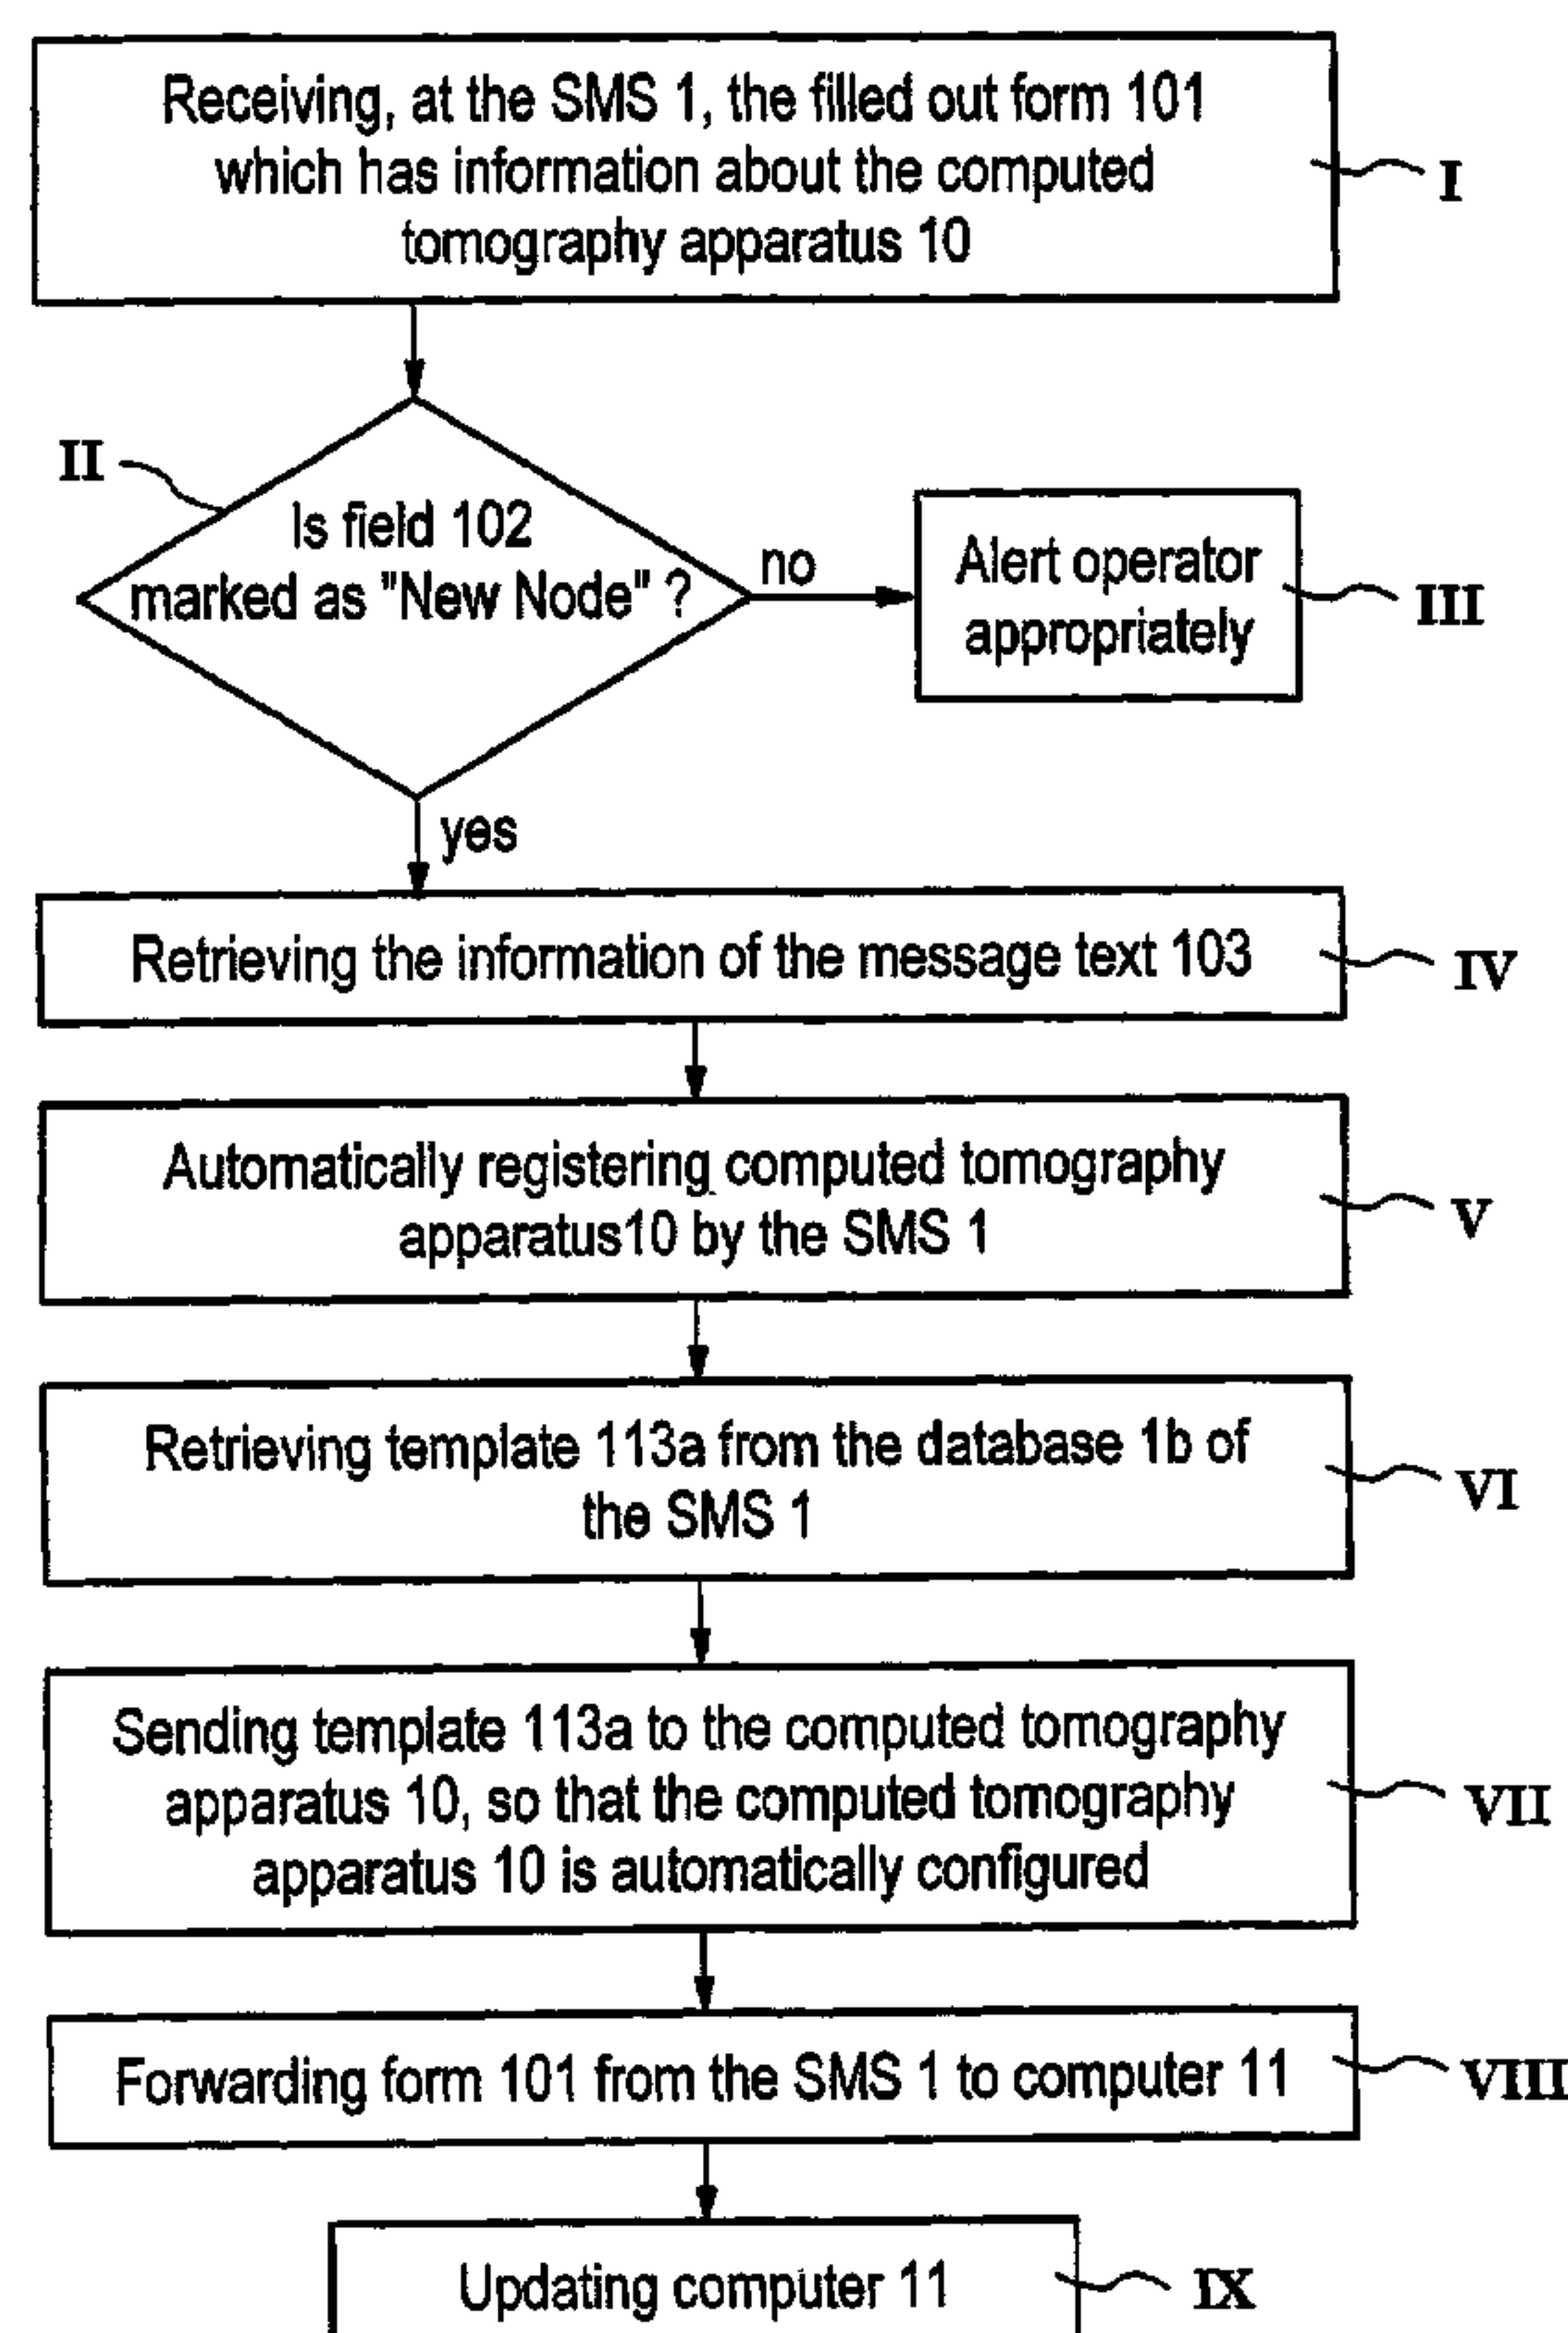 Receiving, at the SMS 1, the filled out form 101
which has information about the computed
tomography apparatus 10
I
II
Is field 102
marked as "New Node" ?
no
Alert operator
appropriately
III
yes
Retrieving the information of the message text 103
IV
Automatically registering computed tomography
apparatus10 by the SMS 1
V
Retrieving template 113a from the database 1b of
the SMS 1
VI
Sending template 113a to the computed tomography
apparatus 10, so that the computed tomography
apparatus 10 is automatically configured
VII
Forwarding form 101 from the SMS 1 to computer 11
VIII
Updating computer 11
IX